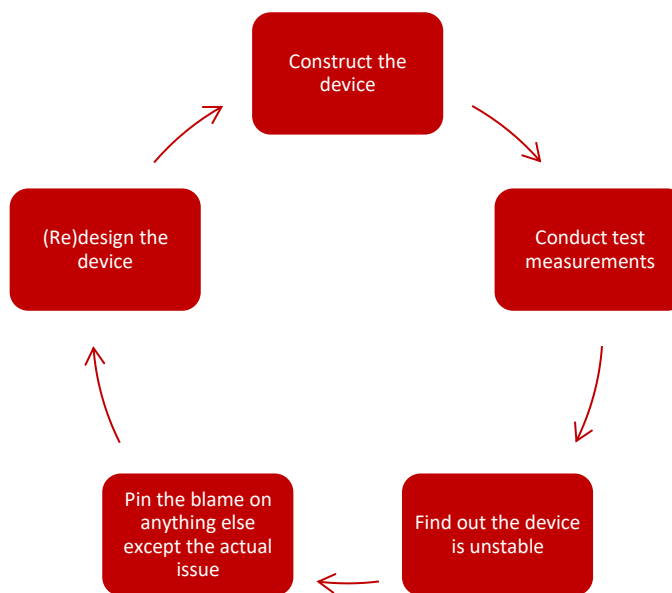 Construct the
device
Conduct test
measurements
Find out the device
is unstable
Pin the blame on
anything else
except the actual
issue
(Re)design the
device